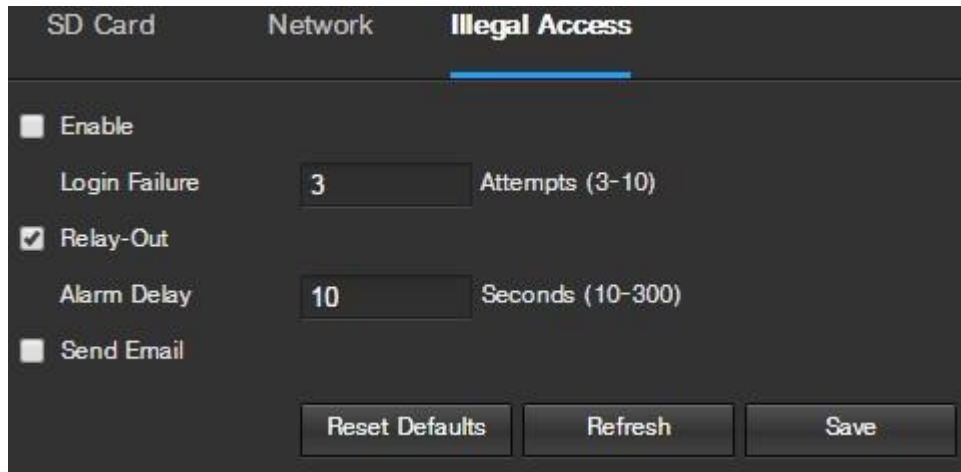 SD Card Network Illegal Access
Enable
Login Failure 3 Attempts (3-10)
Relay-Out
Alarm Delay 10 Seconds (10-300)
Send Email
Reset Defaults Refresh Save